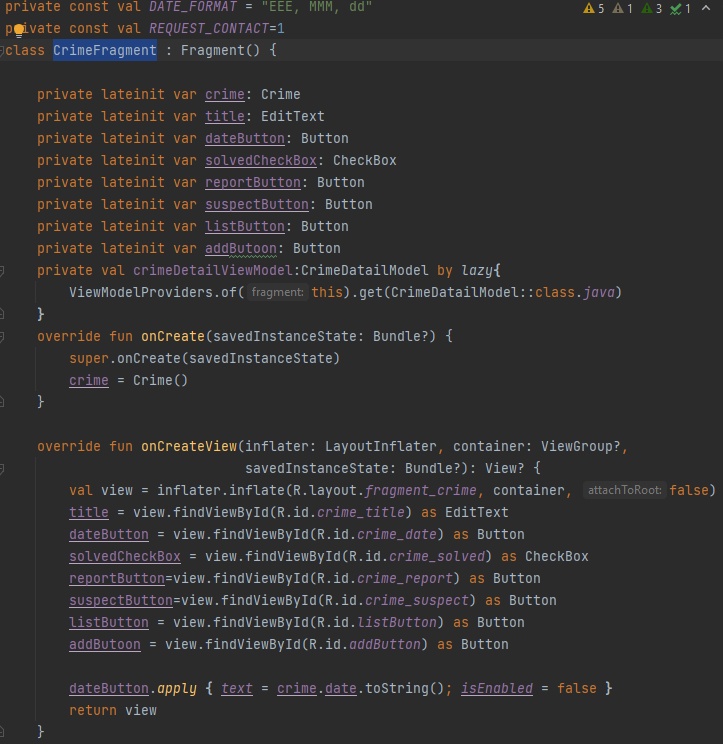 private const val DATE_FORMAT = "EEE, MMM, dd"
5 1 3 1
private const val REQUEST_CONTACT=1
class CrimeFragment : Fragment() {
private lateinit var crime: Crime
private lateinit var title: EditText
private lateinit var dateButton: Button
private lateinit var solvedCheckBox: CheckBox
private lateinit var reportButton: Button
private lateinit var suspectButton: Button
private lateinit var listButton: Button
private lateinit var addButoon: Button
private val crimeDetailViewModel:CrimeDatailModel by lazy{
ViewModelProviders.of( fragment: this).get(CrimeDatailModel::class.java)
}
override fun onCreate(savedInstanceState: Bundle?) {
super.onCreate(savedInstanceState)
crime = Crime()
}
override fun onCreateView(inflater: LayoutInflater, container: ViewGroup?,
savedInstanceState: Bundle?): View? {
val view = inflater.inflate(R.layout.fragment_crime, container, attachToRoot: false)
title = view.findViewById(R.id.crime_title) as EditText
dateButton = view.findViewById(R.id.crime_date) as Button
solvedCheckBox = view.findViewById(R.id.crime_solved) as CheckBox
reportButton=view.findViewById(R.id.crime_report) as Button
suspectButton=view.findViewById(R.id.crime_suspect) as Button
listButton = view.findViewById(R.id.listButton) as Button
addButoon = view.findViewById(R.id.addButton) as Button
dateButton.apply { text = crime.date.toString(); isEnabled = false }
return view
}